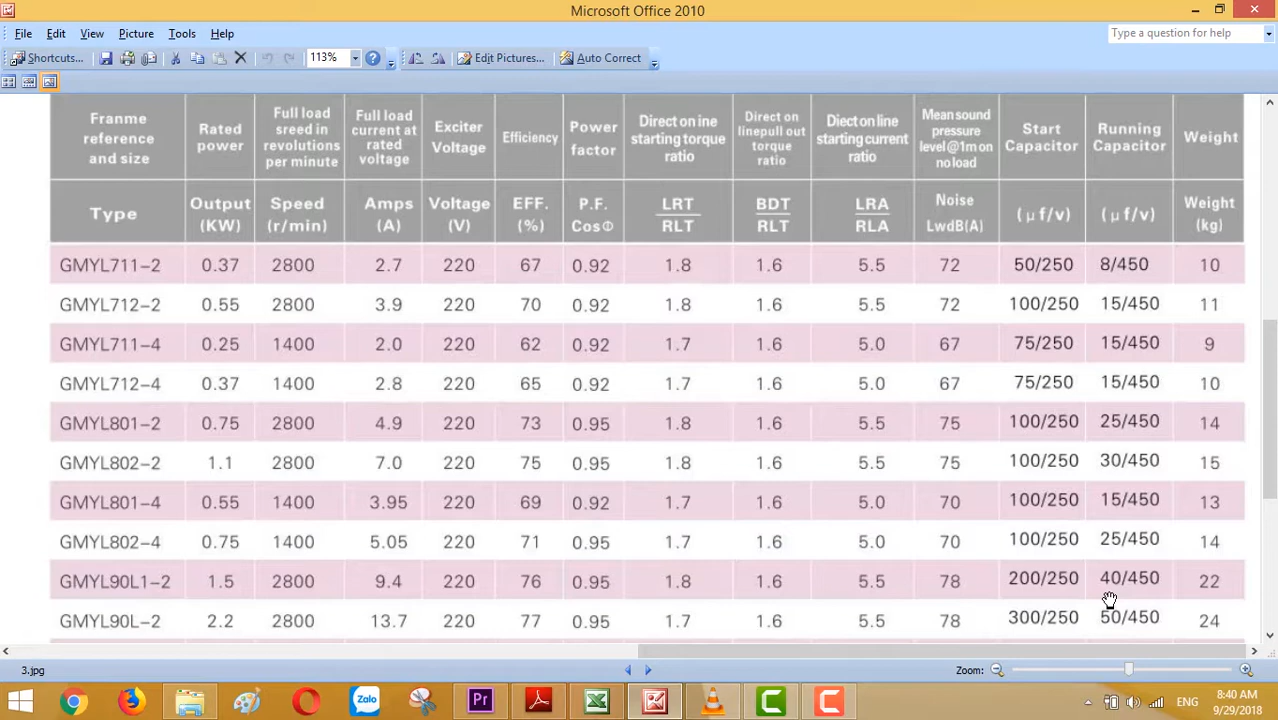 Microsoft Office 2010
File Edit View Picture Tools Help
Type a question for help
Shortcuts... 113% Edit Pictures... Auto Correct
Franme reference and size Rated power Full load sreed in revolutions per minute Full load current at rated voltage Exciter Voltage Efficiency Power factor Direct on ine starting torque ratio Direct on linepull out torque ratio Diect on line starting current ratio Mean sound pressure level@1m on no load Start Capacitor Running Capacitor Weight
Type Output (KW) Speed (r/min) Amps (A) Voltage (V) EFF. (%) P.F. CosΦ LRT RLT BDT RLT LRA RLA Noise LwdB(A) (μf/v) (μf/v) Weight (kg)
GMYL711-2 0.37 2800 2.7 220 67 0.92 1.8 1.6 5.5 72 50/250 8/450 10
GMYL712-2 0.55 2800 3.9 220 70 0.92 1.8 1.6 5.5 72 100/250 15/450 11
GMYL711-4 0.25 1400 2.0 220 62 0.92 1.7 1.6 5.5 67 75/250 15/450 9
GMYL712-4 0.37 1400 2.8 220 65 0.92 1.7 1.6 5.0 67 75/250 15/450 10
GMYL801-2 0.75 2800 4.9 220 73 0.95 1.8 1.6 5.5 75 100/250 25/450 14
GMYL802-2 1.1 2800 7.0 220 75 0.95 1.8 1.6 5.5 75 100/250 30/450 15
GMYL801-4 0.55 1400 3.95 220 69 0.92 1.7 1.6 5.0 70 100/250 15/450 13
GMYL802-4 0.75 1400 5.05 220 71 0.95 1.7 1.6 5.0 70 100/250 25/450 14
GMYL90L1-2 1.5 2800 9.4 220 76 0.95 1.8 1.6 5.5 78 200/250 40/450 22
GMYL90L-2 2.2 2800 13.7 220 77 0.95 1.7 1.6 5.5 78 300/250 50/450 24
3.jpg Zoom:
Zalo Pr ENG 8:40 AM
9/29/2018